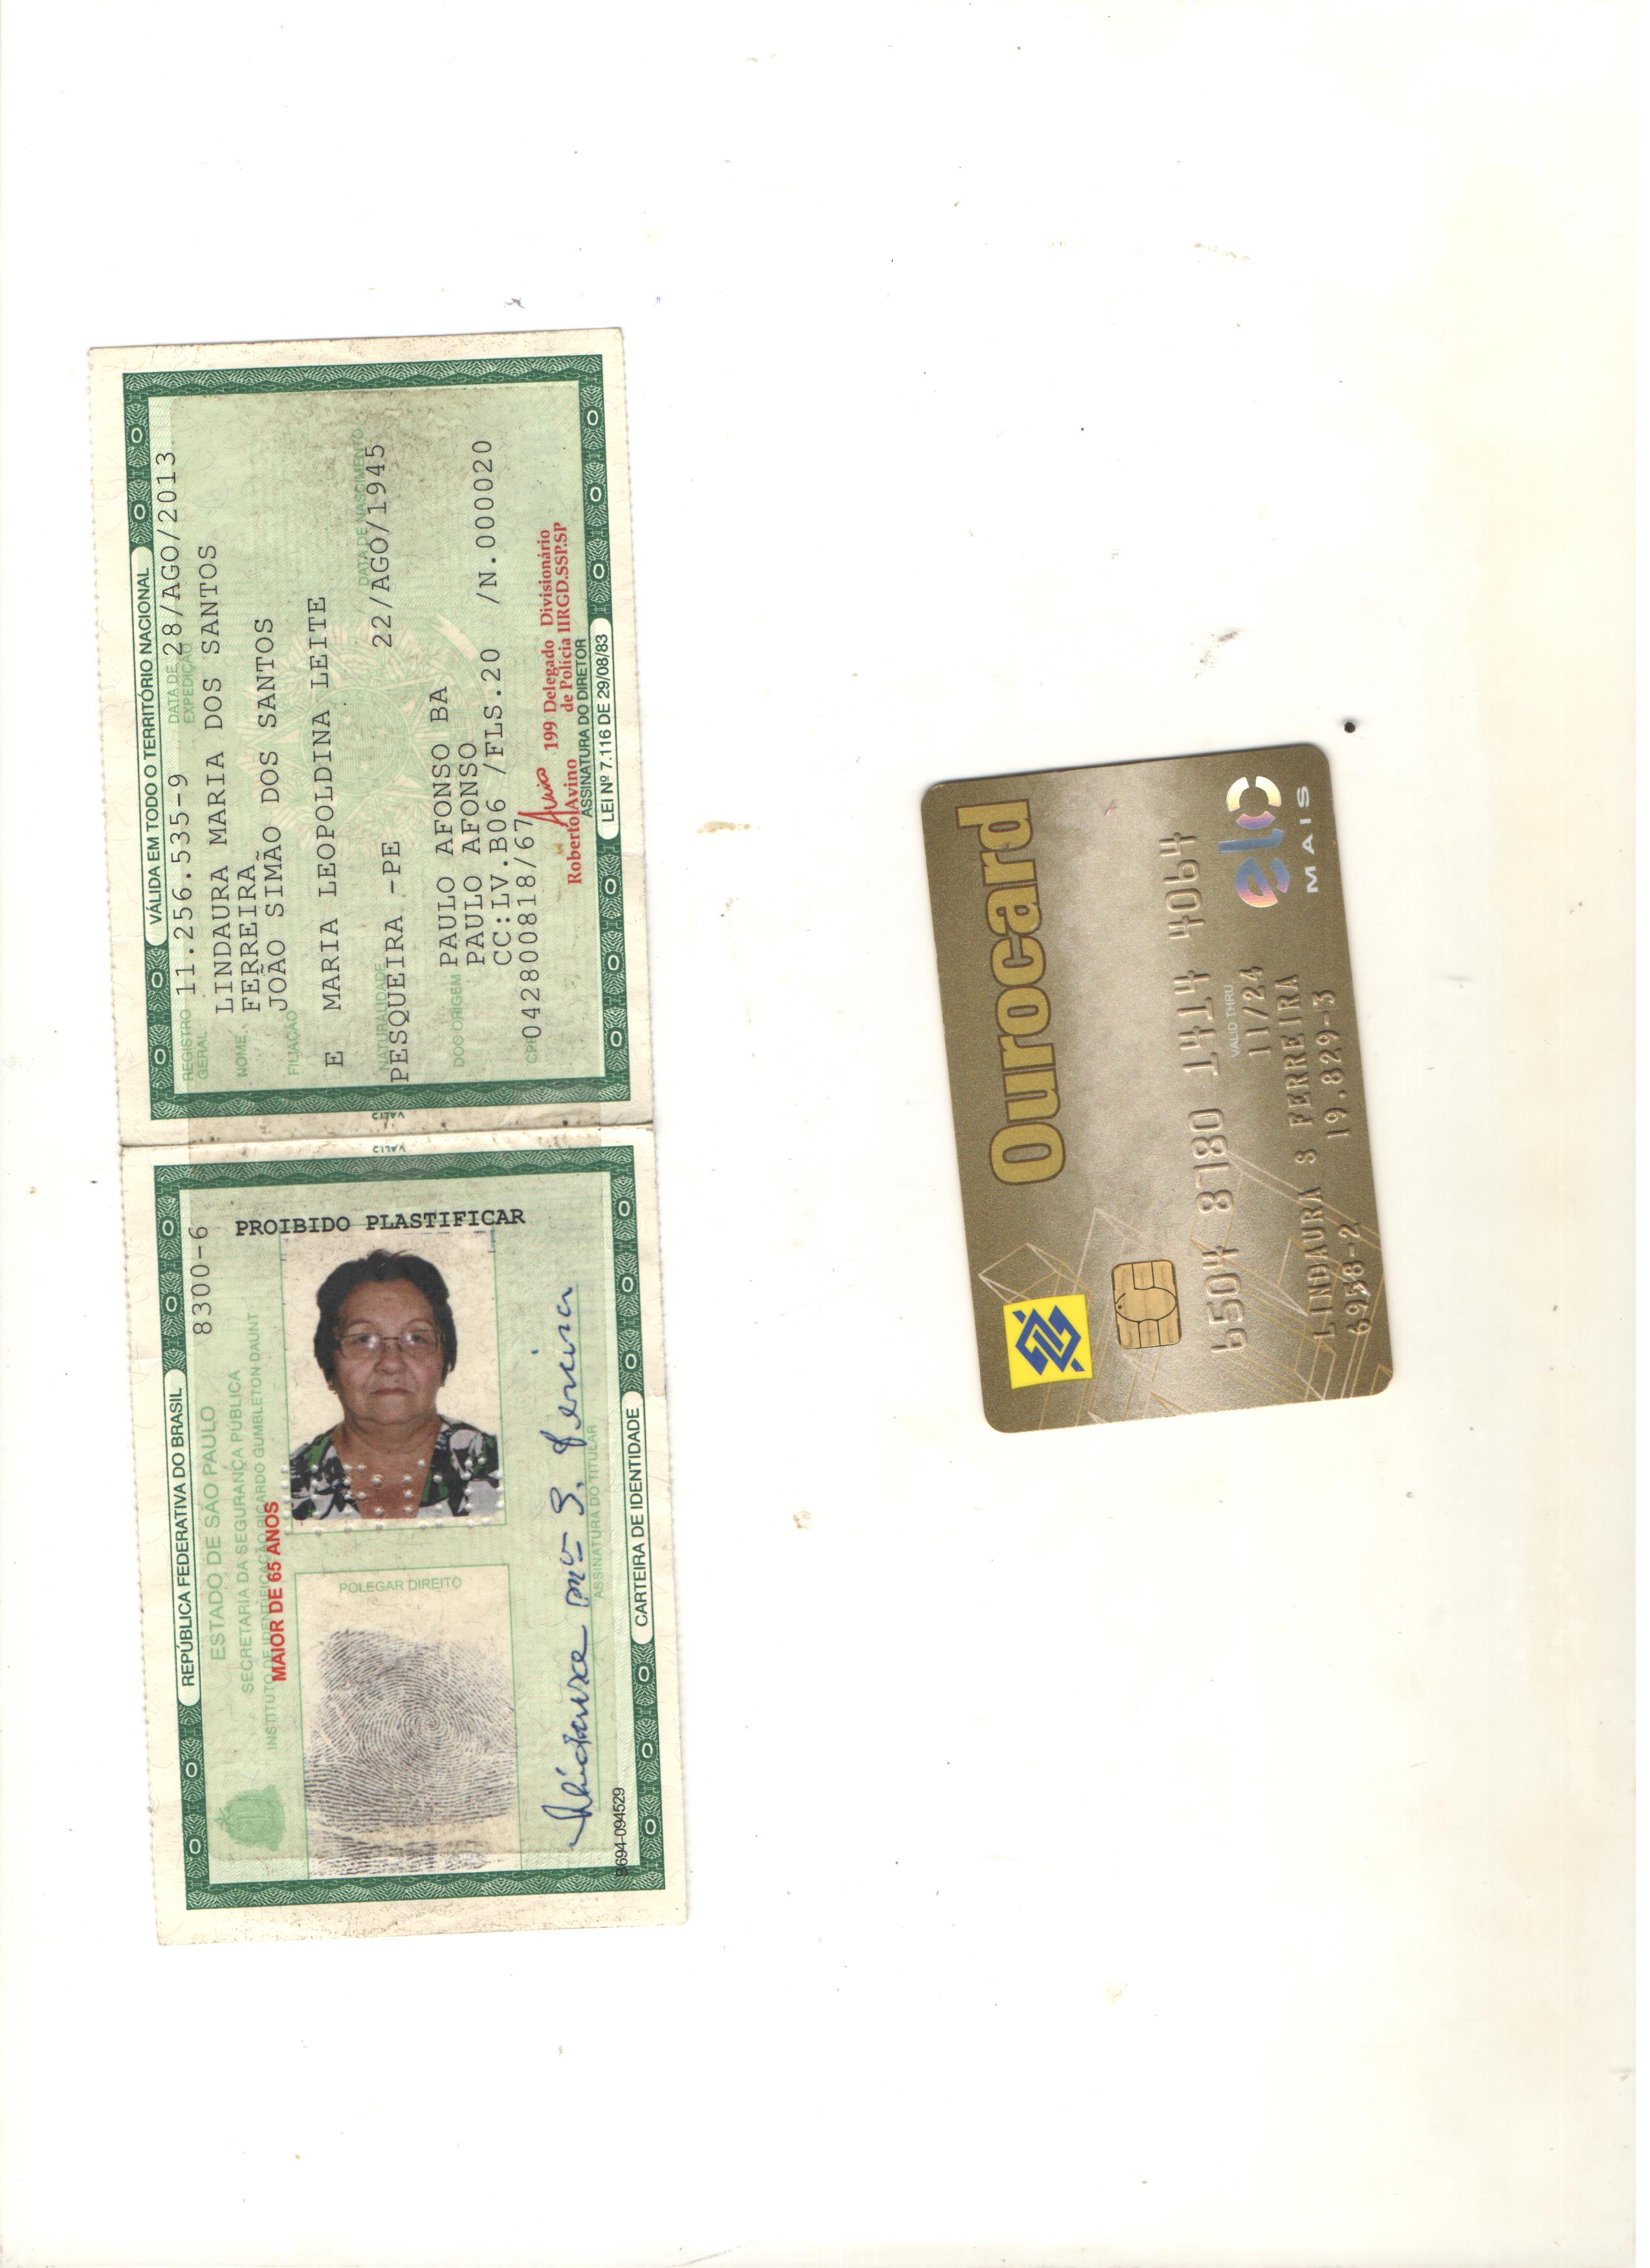 REPÚBLICA FEDERATIVA DO BRASIL
ESTADO DE SÃO PAULO
8300-6
SECRETARIA DA SEGURANÇA PÚBLICA
INSTITUTO DE IDENTIFICAÇÃO RICARDO GUMBLETON DAUNT
MAIOR DE 65 ANOS
POLEGAR DIREITO
PROIBIDO PLASTIFICAR
ASSINATURA DO TITULAR
694-094529
CARTEIRA DE IDENTIDADE
VÁLIDA EM TODO O TERRITÓRIO NACIONAL
REGISTRO GERAL 11.256.535-9 DATA DE EXPEDIÇÃO 28/AGO/2013
NOME LINDAURA MARIA DOS SANTOS
FERREIRA
FILIAÇÃO JOÃO SIMÃO DOS SANTOS
E MARIA LEOPOLDINA LEITE
NATURALIDADE DATA DE NASCIMENTO
PESQUEIRA -PE 22/AGO/1945
DOC ORIGEM PAULO AFONSO BA
PAULO AFONSO
CC:LV.B06 /FLS.20 /N.000020
CPF 042800818/67
Roberto Avino 199 Delegado Divisionário
de Polícia IIRGD.SSP.SP
ASSINATURA DO DIRETOR
LEI Nº 7.116 DE 29/08/83
Ourocard
6504 8780 1414 4064
VALID THRU
11/24
LINDAURA S FERREIRA
6958-2 19.829-3
elo
MAIS